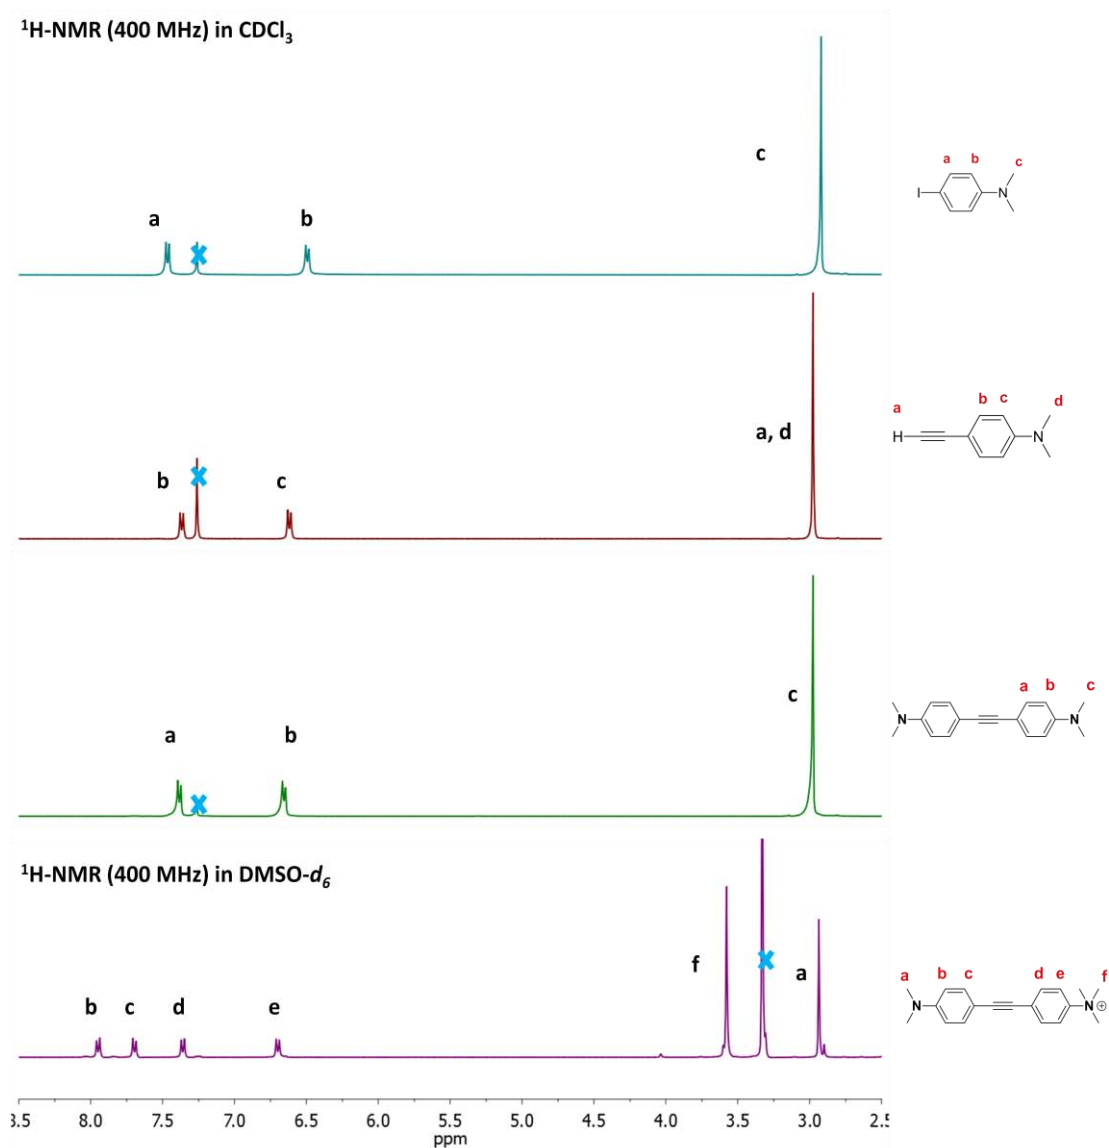 ¹H-NMR (400 MHz) in CDCl₃
c
a
b
a b c
I N
a, d
b
c
a b c d
H N
c
a
b
a b c
N N
¹H-NMR (400 MHz) in DMSO-d₆
f
a
b c d e
a b c d e f
N N⊕
3.5 8.0 7.5 7.0 6.5 6.0 5.5 5.0 4.5 4.0 3.5 3.0 2.5
ppm